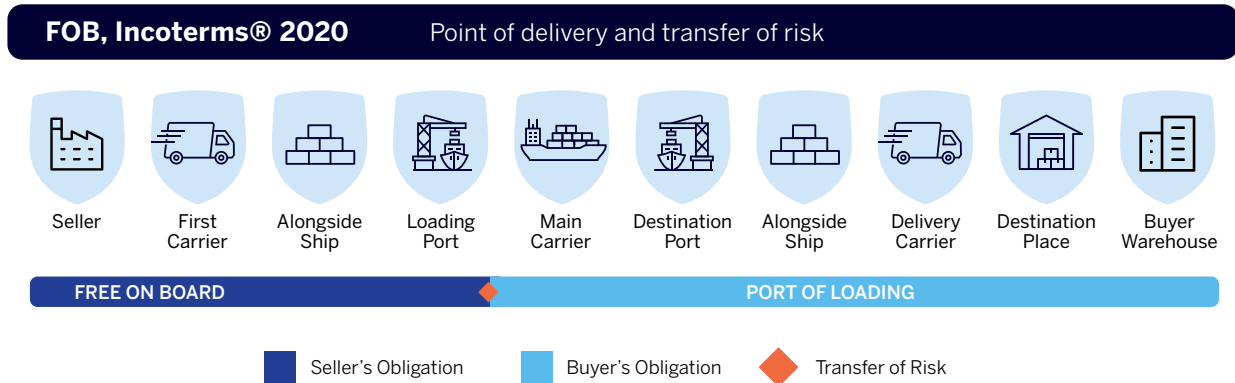 FOB, Incoterms® 2020 Point of delivery and transfer of risk
Seller
First
Carrier
Alongside
Ship
Loading
Port
Main
Carrier
Destination
Port
Alongside
Ship
Delivery
Carrier
Destination
Place
Buyer
Warehouse
FREE ON BOARD
PORT OF LOADING
Seller's Obligation
Buyer's Obligation
Transfer of Risk